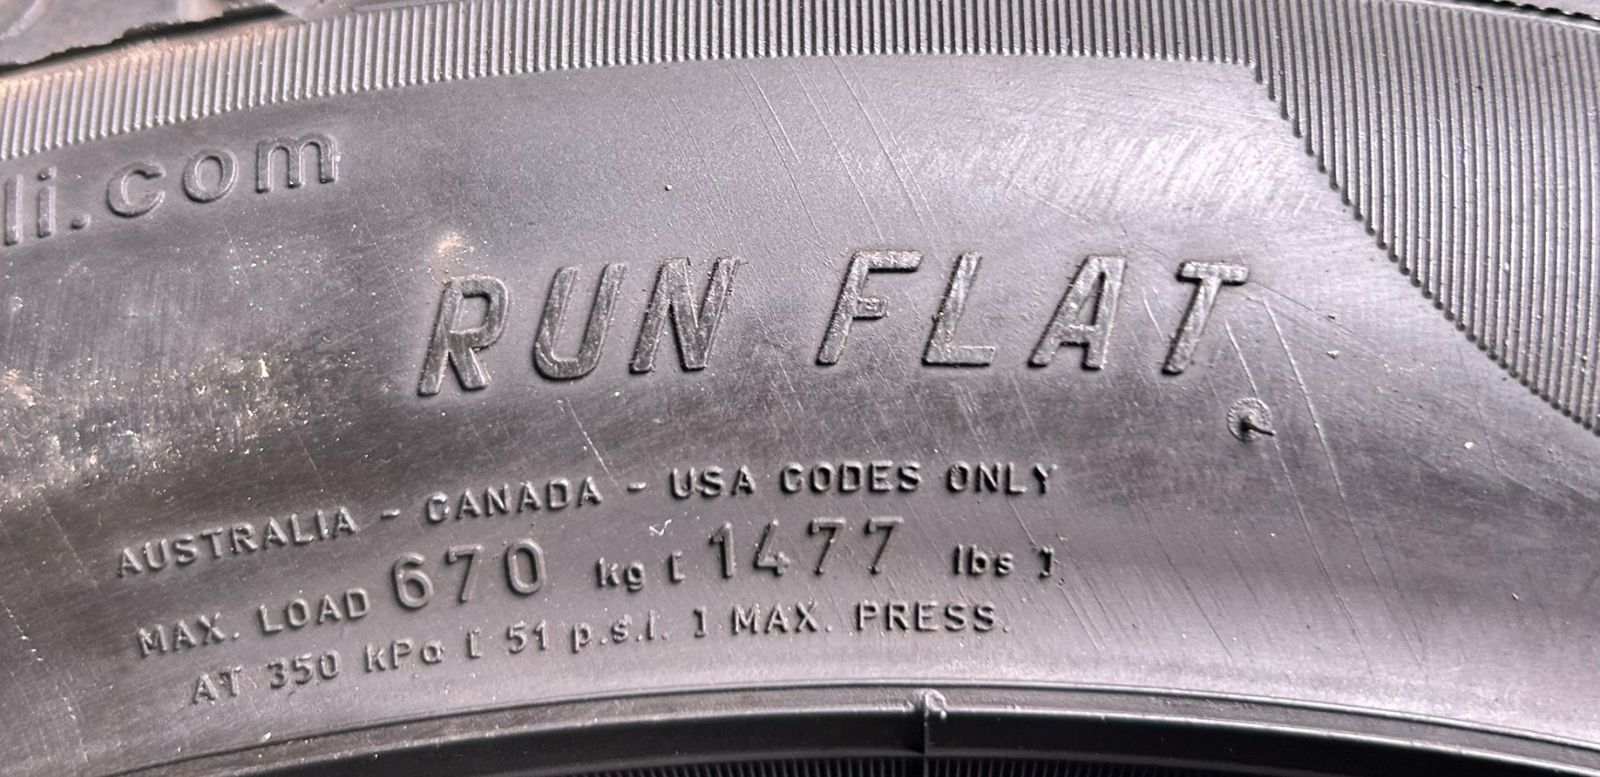 li.com
RUN FLAT
AUSTRALIA - CANADA - USA CODES ONLY
MAX. LOAD 670 kg [ 1477 lbs ]
AT 350 kPa [ 51 p.s.i. ] MAX. PRESS.